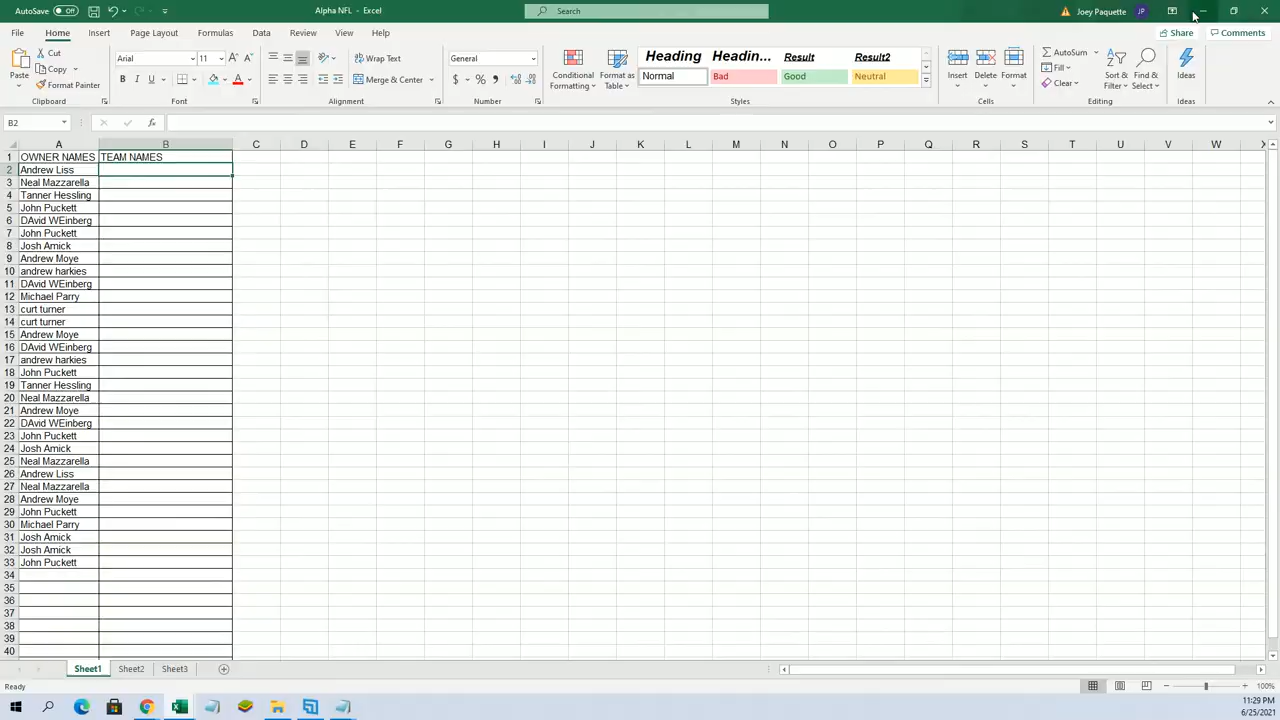 AutoSave Off Alpha NFL - Excel Search Joey Paquette JP
File Home Insert Page Layout Formulas Data Review View Help Share Comments
Paste Cut Copy Format Painter Clipboard
Arial 11 A A B I U A Font
ab Wrap Text Merge & Center Alignment
General $ % , Number
Conditional Formatting Format as Table
Heading Headin... Result Result2
Normal Bad Good Neutral
Styles
Insert Delete Format Cells
AutoSum Fill Clear Sort & Filter Find & Select Editing
Ideas Ideas
B2 fx
A B C D E F G H I J K L M N O P Q R S T U V W
1 OWNER NAMES TEAM NAMES
2 Andrew Liss
3 Neal Mazzarella
4 Tanner Hessling
5 John Puckett
6 DAvid WEinberg
7 John Puckett
8 Josh Amick
9 Andrew Moye
10 andrew harkies
11 DAvid WEinberg
12 Michael Parry
13 curt turner
14 curt turner
15 Andrew Moye
16 DAvid WEinberg
17 andrew harkies
18 John Puckett
19 Tanner Hessling
20 Neal Mazzarella
21 Andrew Moye
22 DAvid WEinberg
23 John Puckett
24 Josh Amick
25 Neal Mazzarella
26 Andrew Liss
27 Neal Mazzarella
28 Andrew Moye
29 John Puckett
30 Michael Parry
31 Josh Amick
32 Josh Amick
33 John Puckett
34
35
36
37
38
39
40
Sheet1 Sheet2 Sheet3
Ready 100%
11:29 PM
6/25/2021